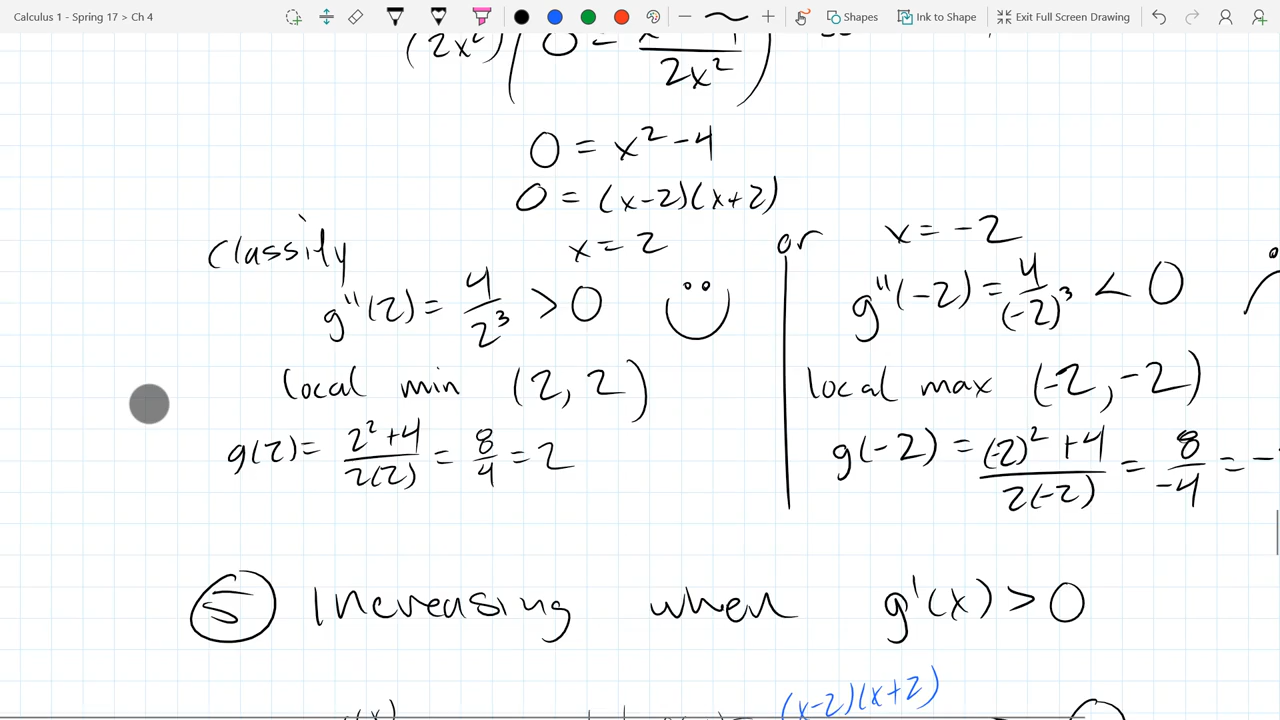 Calculus 1 - Spring 17 > Ch 4
Shapes
Ink to Shape
Exit Full Screen Drawing
(2x²)
0 =
2x²
0 = x² - 4
0 = (x-2)(x+2)
Classify
x = 2 or x = -2
g''(2) = 4/2³ > 0
local min (2, 2)
g(2) = (2²+4)/(2(2)) = 8/4 = 2
g''(-2) = 4/(-2)³ < 0
local max (-2, -2)
g(-2) = ((-2)²+4)/(2(-2)) = 8/-4 = -
5 Increasing when g'(x) > 0
(x-2)(x+2)